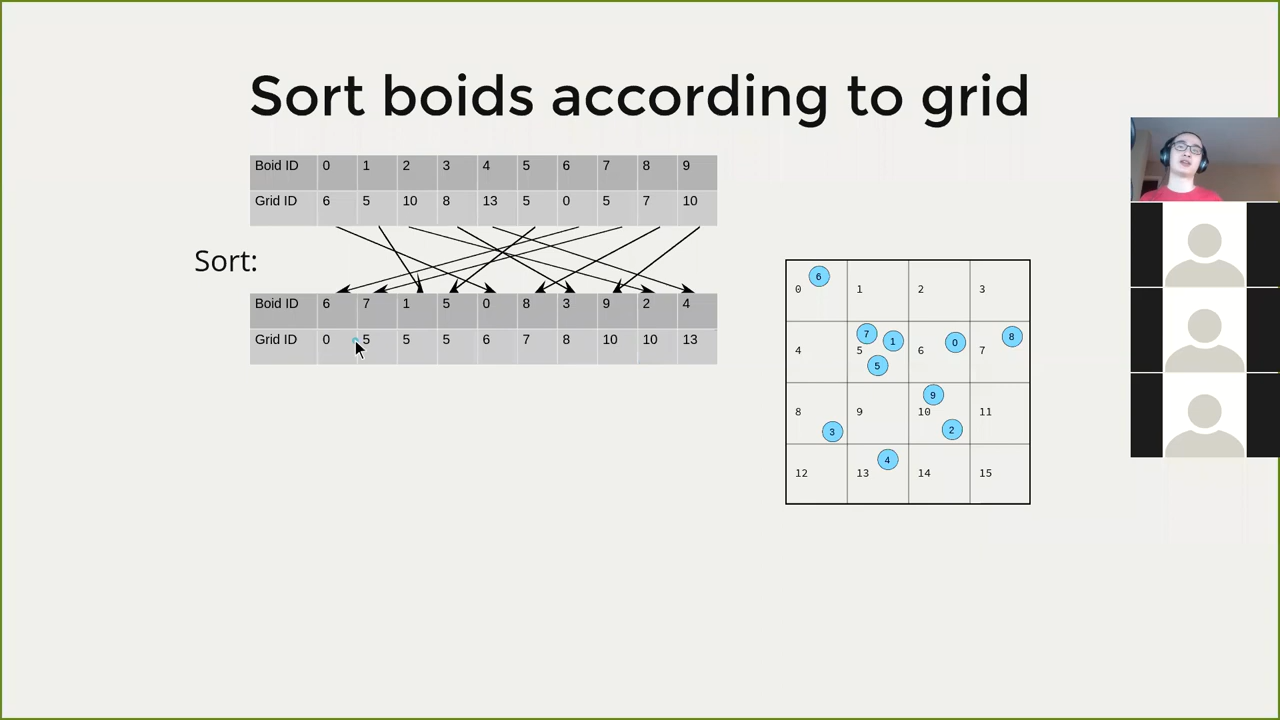 Sort boids according to grid
Boid ID 0 1 2 3 4 5 6 7 8 9
Grid ID 6 5 10 8 13 5 0 5 7 10
Sort:
Boid ID 6 7 1 5 0 8 3 9 2 4
Grid ID 0 5 5 5 6 7 8 10 10 13
6
0 1 2 3
7 1 0 8
4 5 6 7
5
9
8 9 10 11
3 2
4
12 13 14 15